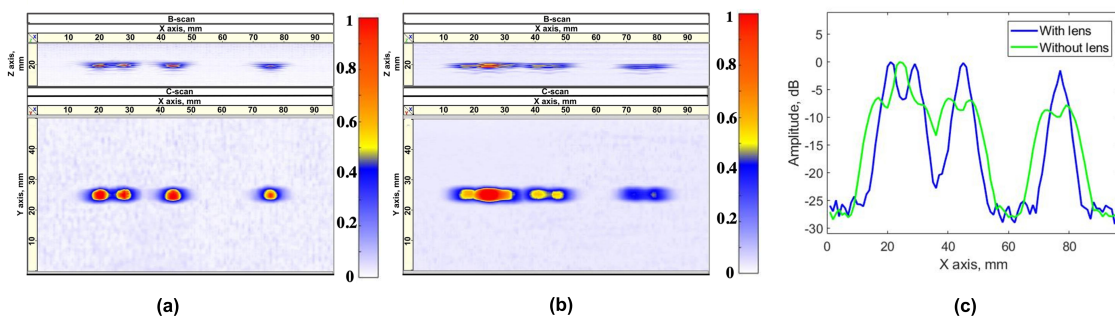 B-scan
X axis, mm
10 20 30 40 50 60 70 80 90
Z axis, mm
20
C-scan
X axis, mm
10 20 30 40 50 60 70 80 90
Y axis, mm
40
30
20
10
1
0.8
0.6
0.4
0.2
0
(a)
B-scan
X axis, mm
10 20 30 40 50 60 70 80 90
Z axis, mm
20
C-scan
X axis, mm
10 20 30 40 50 60 70 80 90
Y axis, mm
40
30
20
10
1
0.8
0.6
0.4
0.2
0
(b)
With lens
Without lens
Amplitude, dB
5
0
-5
-10
-15
-20
-25
-30
0 20 40 60 80
X axis, mm
(c)